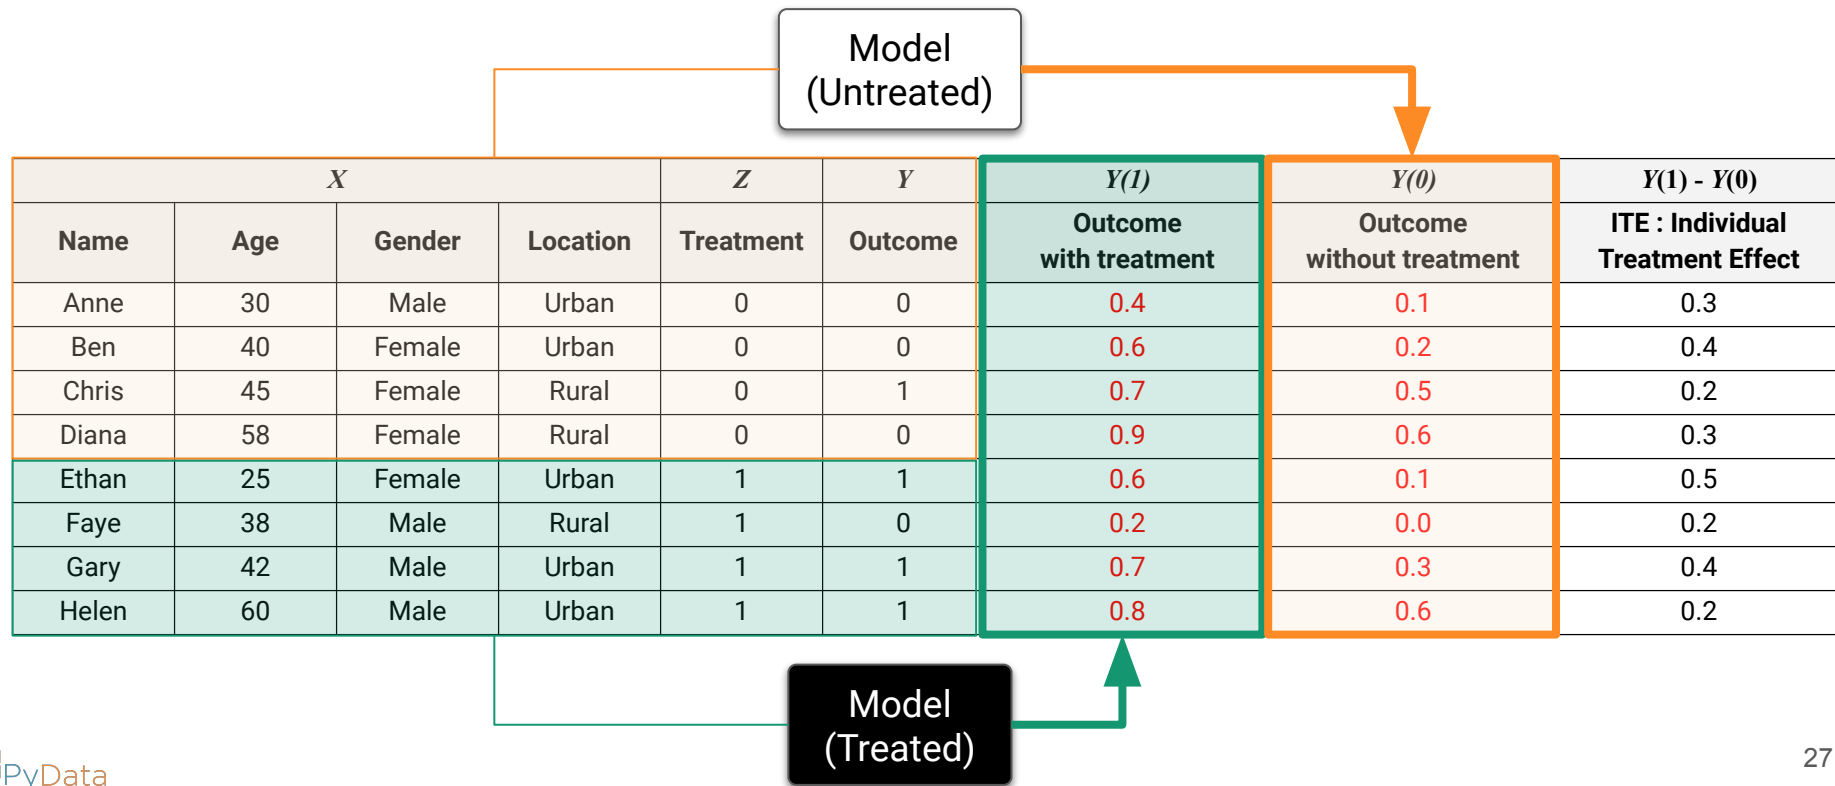 Model
(Untreated)
X Z Y Y(1) Y(0) Y(1) - Y(0)
Name Age Gender Location Treatment Outcome Outcome with treatment Outcome without treatment ITE : Individual Treatment Effect
Anne 30 Male Urban 0 0 0.4 0.1 0.3
Ben 40 Female Urban 0 0 0.6 0.2 0.4
Chris 45 Female Rural 0 1 0.7 0.5 0.2
Diana 58 Female Rural 0 0 0.9 0.6 0.3
Ethan 25 Female Urban 1 1 0.6 0.1 0.5
Faye 38 Male Rural 1 0 0.2 0.0 0.2
Gary 42 Male Urban 1 1 0.7 0.3 0.4
Helen 60 Male Urban 1 1 0.8 0.6 0.2
Model
(Treated)
PyData
27